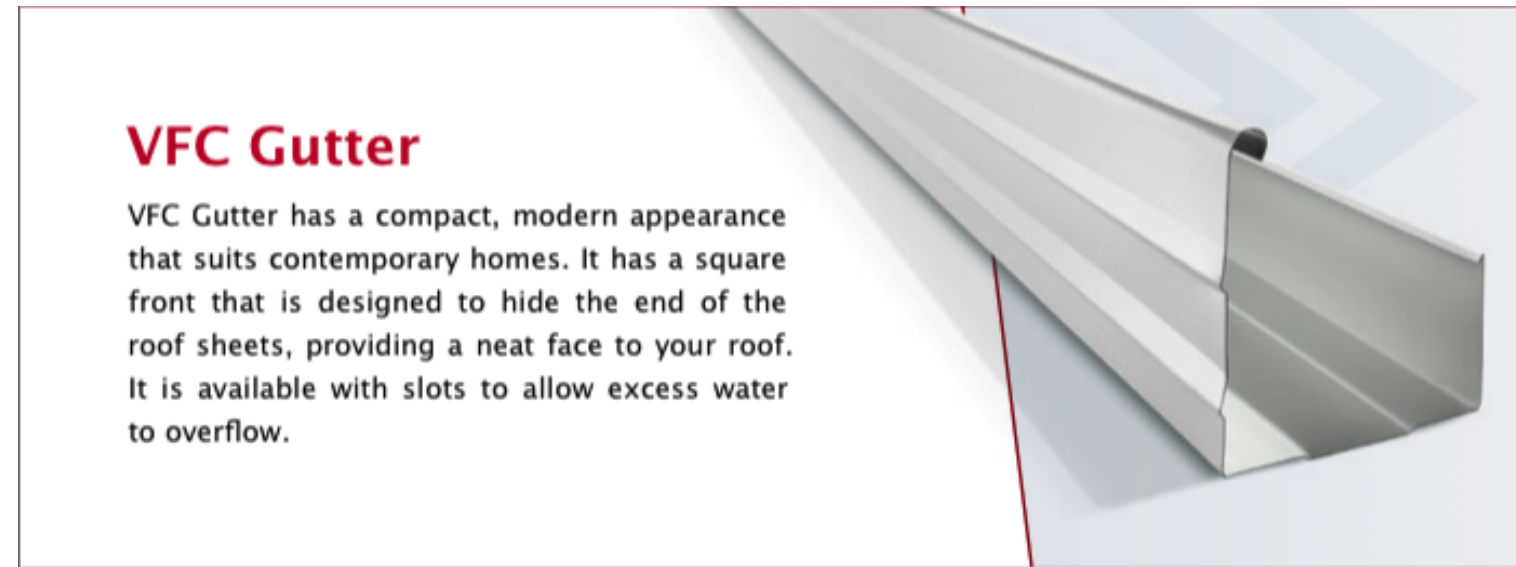 VFC Gutter
VFC Gutter has a compact, modern appearance
that suits contemporary homes. It has a square
front that is designed to hide the end of the
roof sheets, providing a neat face to your roof.
It is available with slots to allow excess water
to overflow.